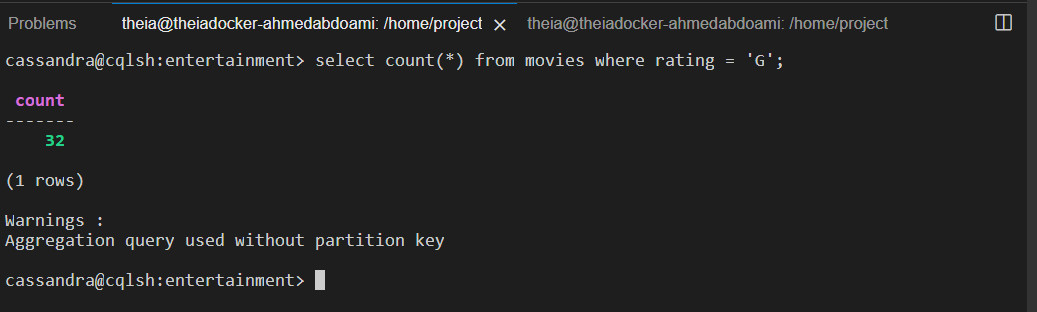 Problems theia@theiadocker-ahmedabdoami: /home/project × theia@theiadocker-ahmedabdoami: /home/project
cassandra@cqlsh:entertainment> select count(*) from movies where rating = 'G';
count
-------
32
(1 rows)
Warnings :
Aggregation query used without partition key
cassandra@cqlsh:entertainment>